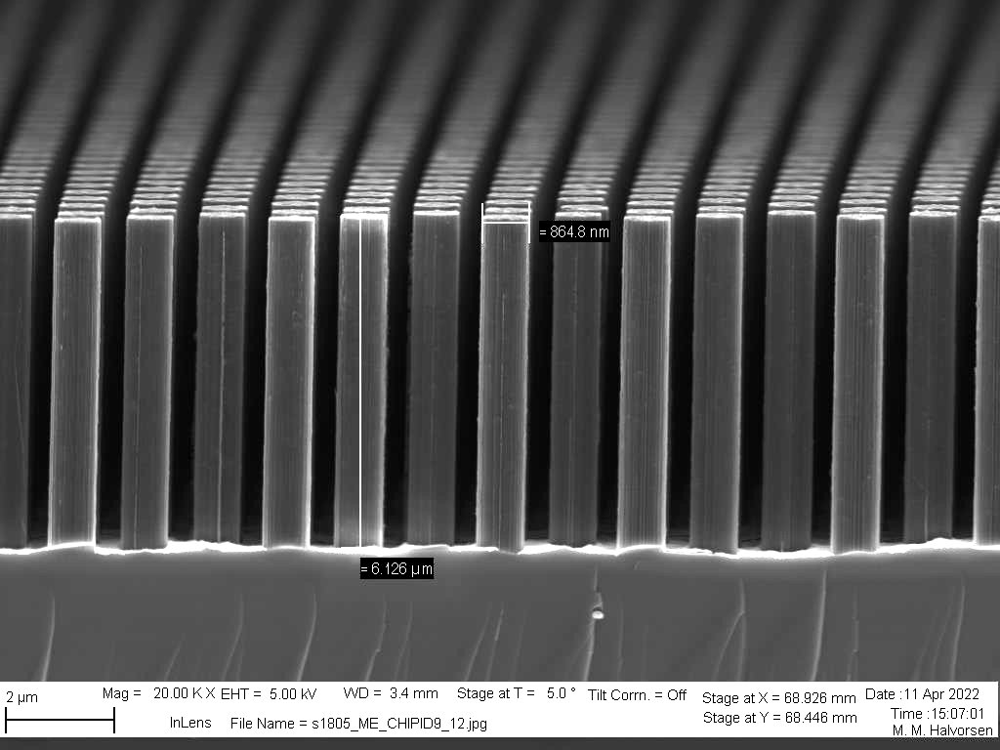 = 864.8 nm
= 6.126 µm
2 µm
Mag = 20.00 K X EHT = 5.00 kV WD = 3.4 mm Stage at T = 5.0 ° Tilt Corrn. = Off Stage at X = 68.926 mm Date :11 Apr 2022
InLens File Name = s1805_ME_CHIPID9_12.jpg Stage at Y = 68.446 mm Time :15:07:01
M. M. Halvorsen